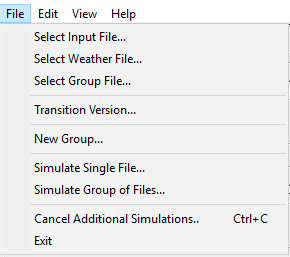 File Edit View Help
Select Input File...
Select Weather File...
Select Group File...
Transition Version...
New Group...
Simulate Single File...
Simulate Group of Files...
Cancel Additional Simulations.. Ctrl+C
Exit